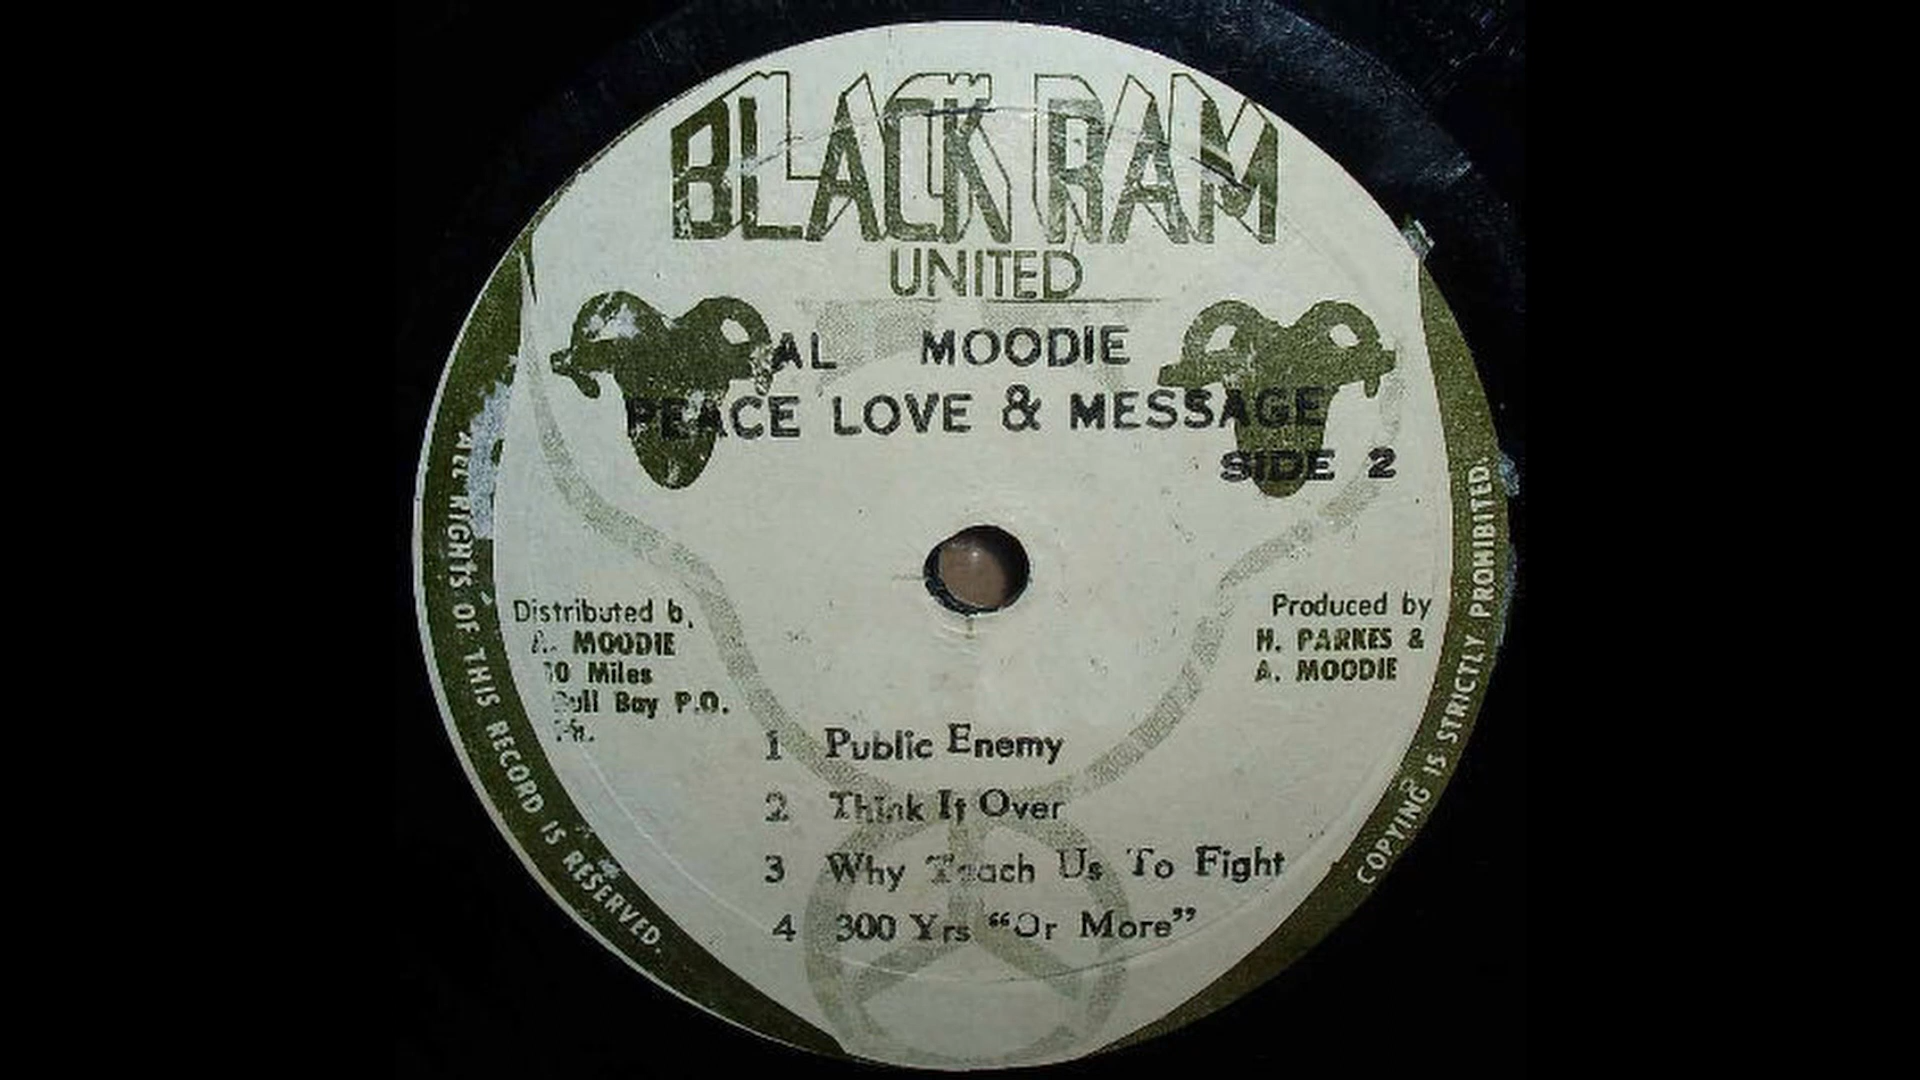 BLACK RAM
UNITED
AL MOODIE
PEACE LOVE & MESSAGE
SIDE 2
Distributed b
MOODIE
10 Miles
Bull Bay P.O.
Produced by
H. PARKES &
A. MOODIE
1 Public Enemy
2 Think It Over
3 Why Teach Us To Fight
4 300 Yrs “Or More”
ALL RIGHTS OF THIS RECORD IS RESERVED.
COPYING IS STRICTLY PROHIBITED.